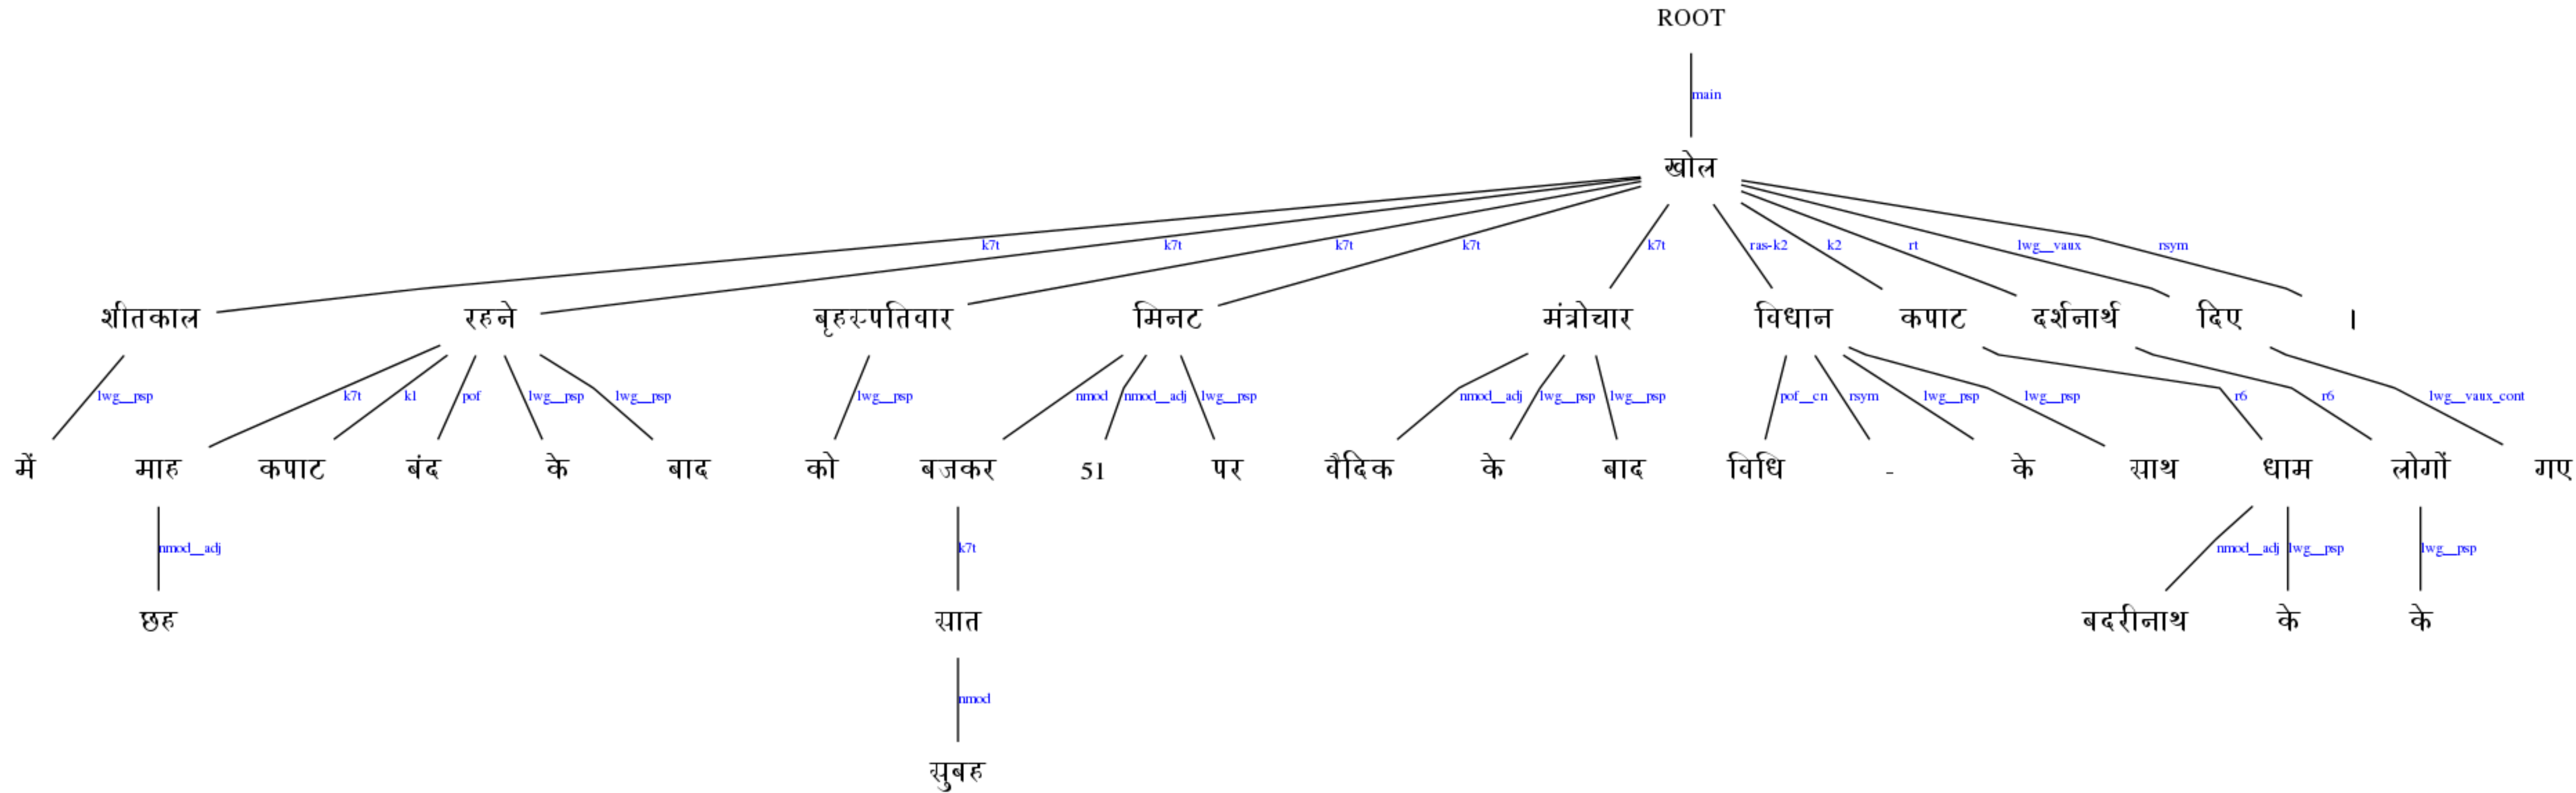 ROOT
main
खोल
k7t k7t k7t k7t k7t ras-k2 k2 rt lwg__vaux rsym
शीतकाल रहने बृहस्पतिवार मिनट मंत्रोचार विधान कपाट दर्शनार्थ दिए ।
lwg__psp k7t k1 pof lwg__psp lwg__psp lwg__psp nmod nmod_adj lwg__psp nmod__adj lwg__psp lwg__psp pof__cn rsym lwg__psp lwg__psp r6 r6 lwg__vaux_cont
में माह कपाट बंद के बाद को बजकर 51 पर वैदिक के बाद विधि - के साथ धाम लोगों गए
nmod__adj k7t nmod__adj lwg__psp lwg__psp
छह सात बदरीनाथ के के
nmod
सुबह